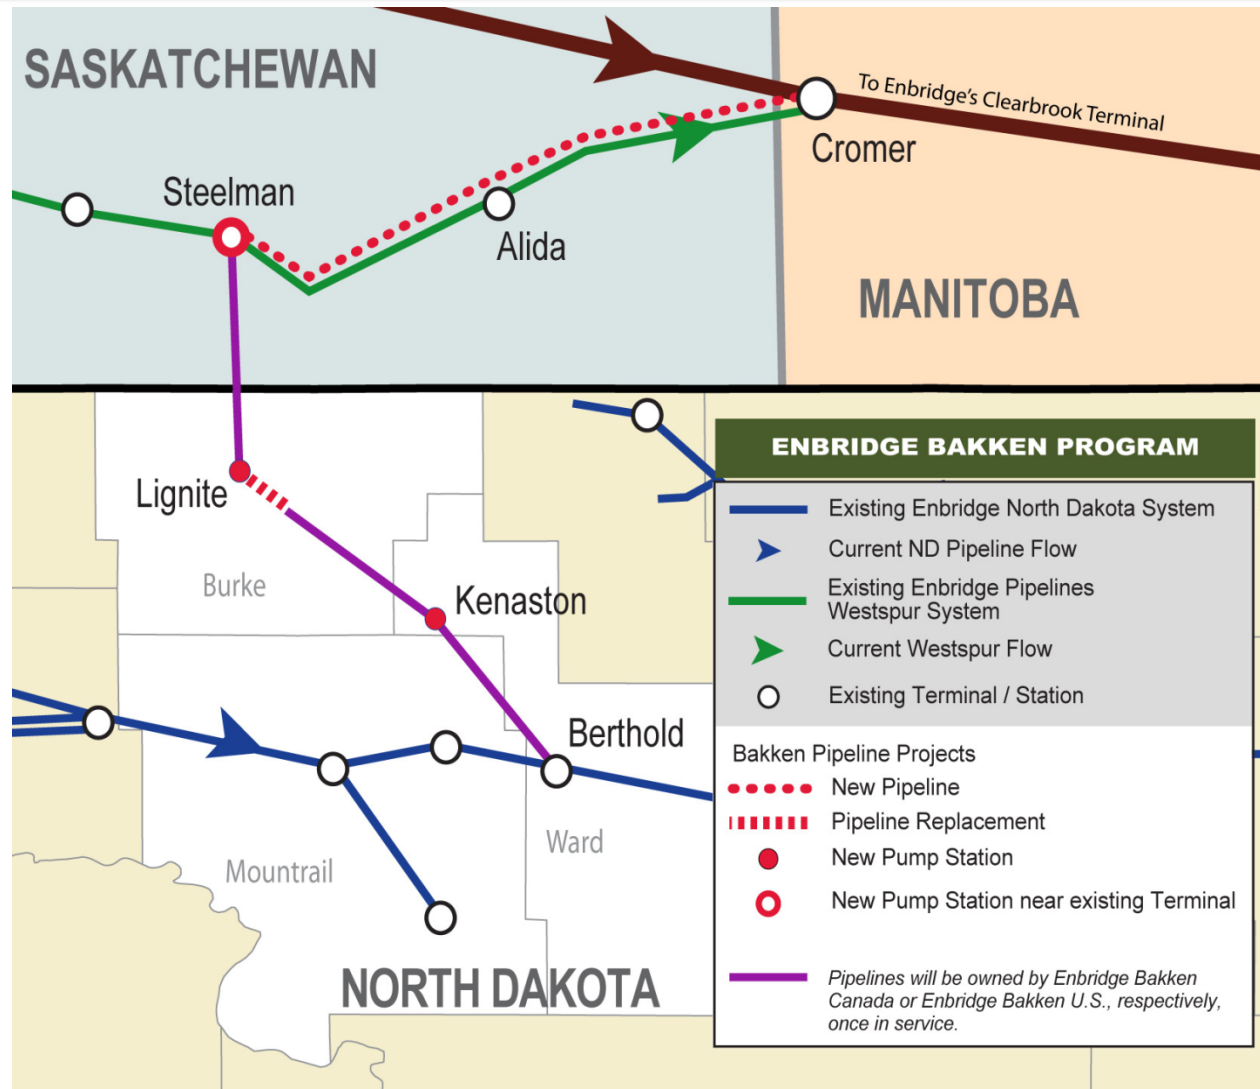 SASKATCHEWAN
To Enbridge's Clearbrook Terminal
Cromer
Steelman
Alida
MANITOBA
Lignite
Burke
Kenaston
Berthold
Ward
Mountrail
NORTH DAKOTA
ENBRIDGE BAKKEN PROGRAM
Existing Enbridge North Dakota System
Current ND Pipeline Flow
Existing Enbridge Pipelines
Westspur System
Current Westspur Flow
Existing Terminal / Station
Bakken Pipeline Projects
New Pipeline
Pipeline Replacement
New Pump Station
New Pump Station near existing Terminal
Pipelines will be owned by Enbridge Bakken
Canada or Enbridge Bakken U.S., respectively,
once in service.